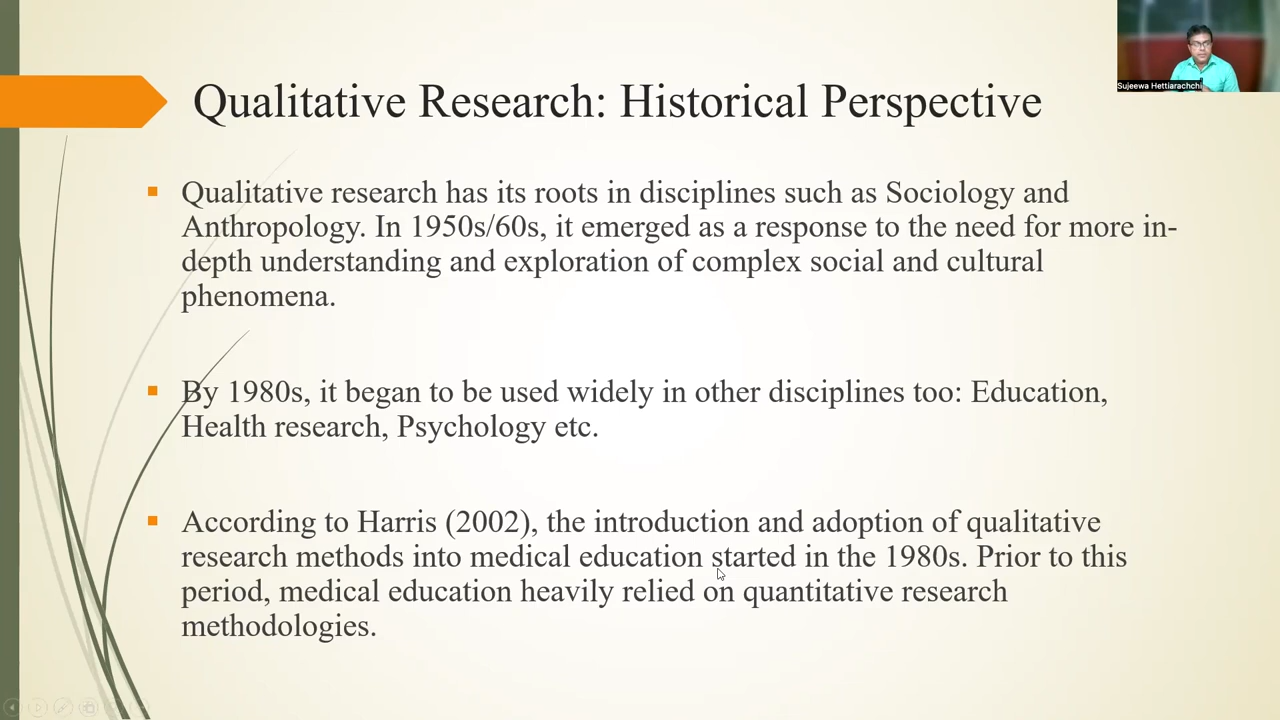 Sujeewa Hettiarachchi
Qualitative Research: Historical Perspective
Qualitative research has its roots in disciplines such as Sociology and
Anthropology. In 1950s/60s, it emerged as a response to the need for more in-
depth understanding and exploration of complex social and cultural
phenomena.
By 1980s, it began to be used widely in other disciplines too: Education,
Health research, Psychology etc.
According to Harris (2002), the introduction and adoption of qualitative
research methods into medical education started in the 1980s. Prior to this
period, medical education heavily relied on quantitative research
methodologies.